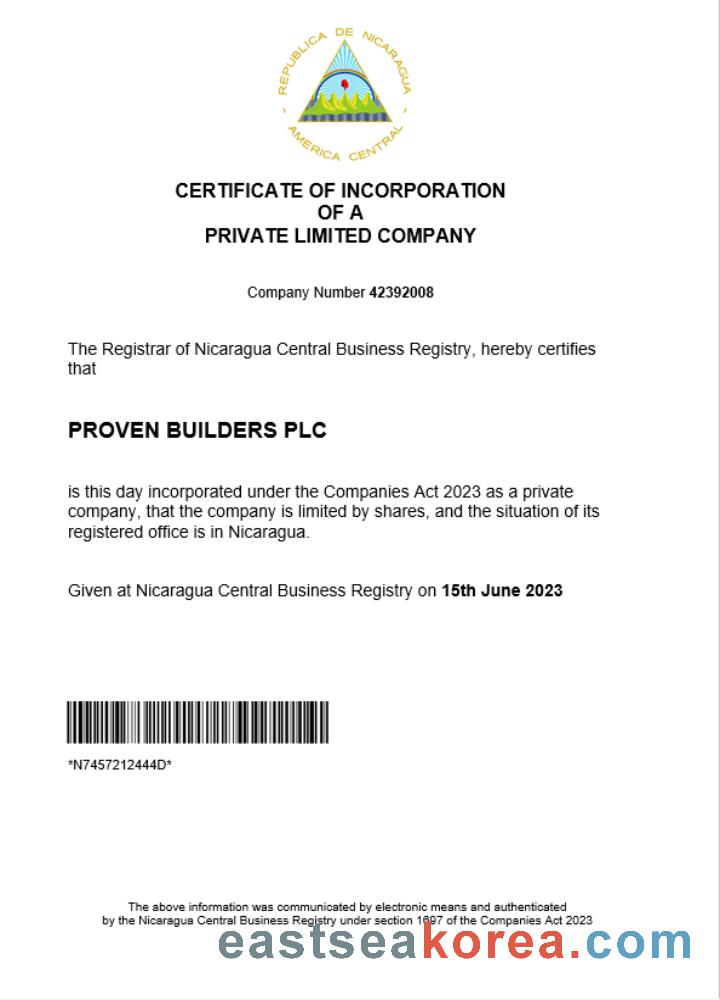 REPUBLICA DE NICARAGUA
AMERICA CENTRAL
CERTIFICATE OF INCORPORATION
OF A
PRIVATE LIMITED COMPANY
Company Number 42392008
The Registrar of Nicaragua Central Business Registry, hereby certifies
that
PROVEN BUILDERS PLC
is this day incorporated under the Companies Act 2023 as a private
company, that the company is limited by shares, and the situation of its
registered office is in Nicaragua.
Given at Nicaragua Central Business Registry on 15th June 2023
*N7457212444D*
The above information was communicated by electronic means and authenticated
by the Nicaragua Central Business Registry under section 1097 of the Companies Act 2023
eastseakorea.com